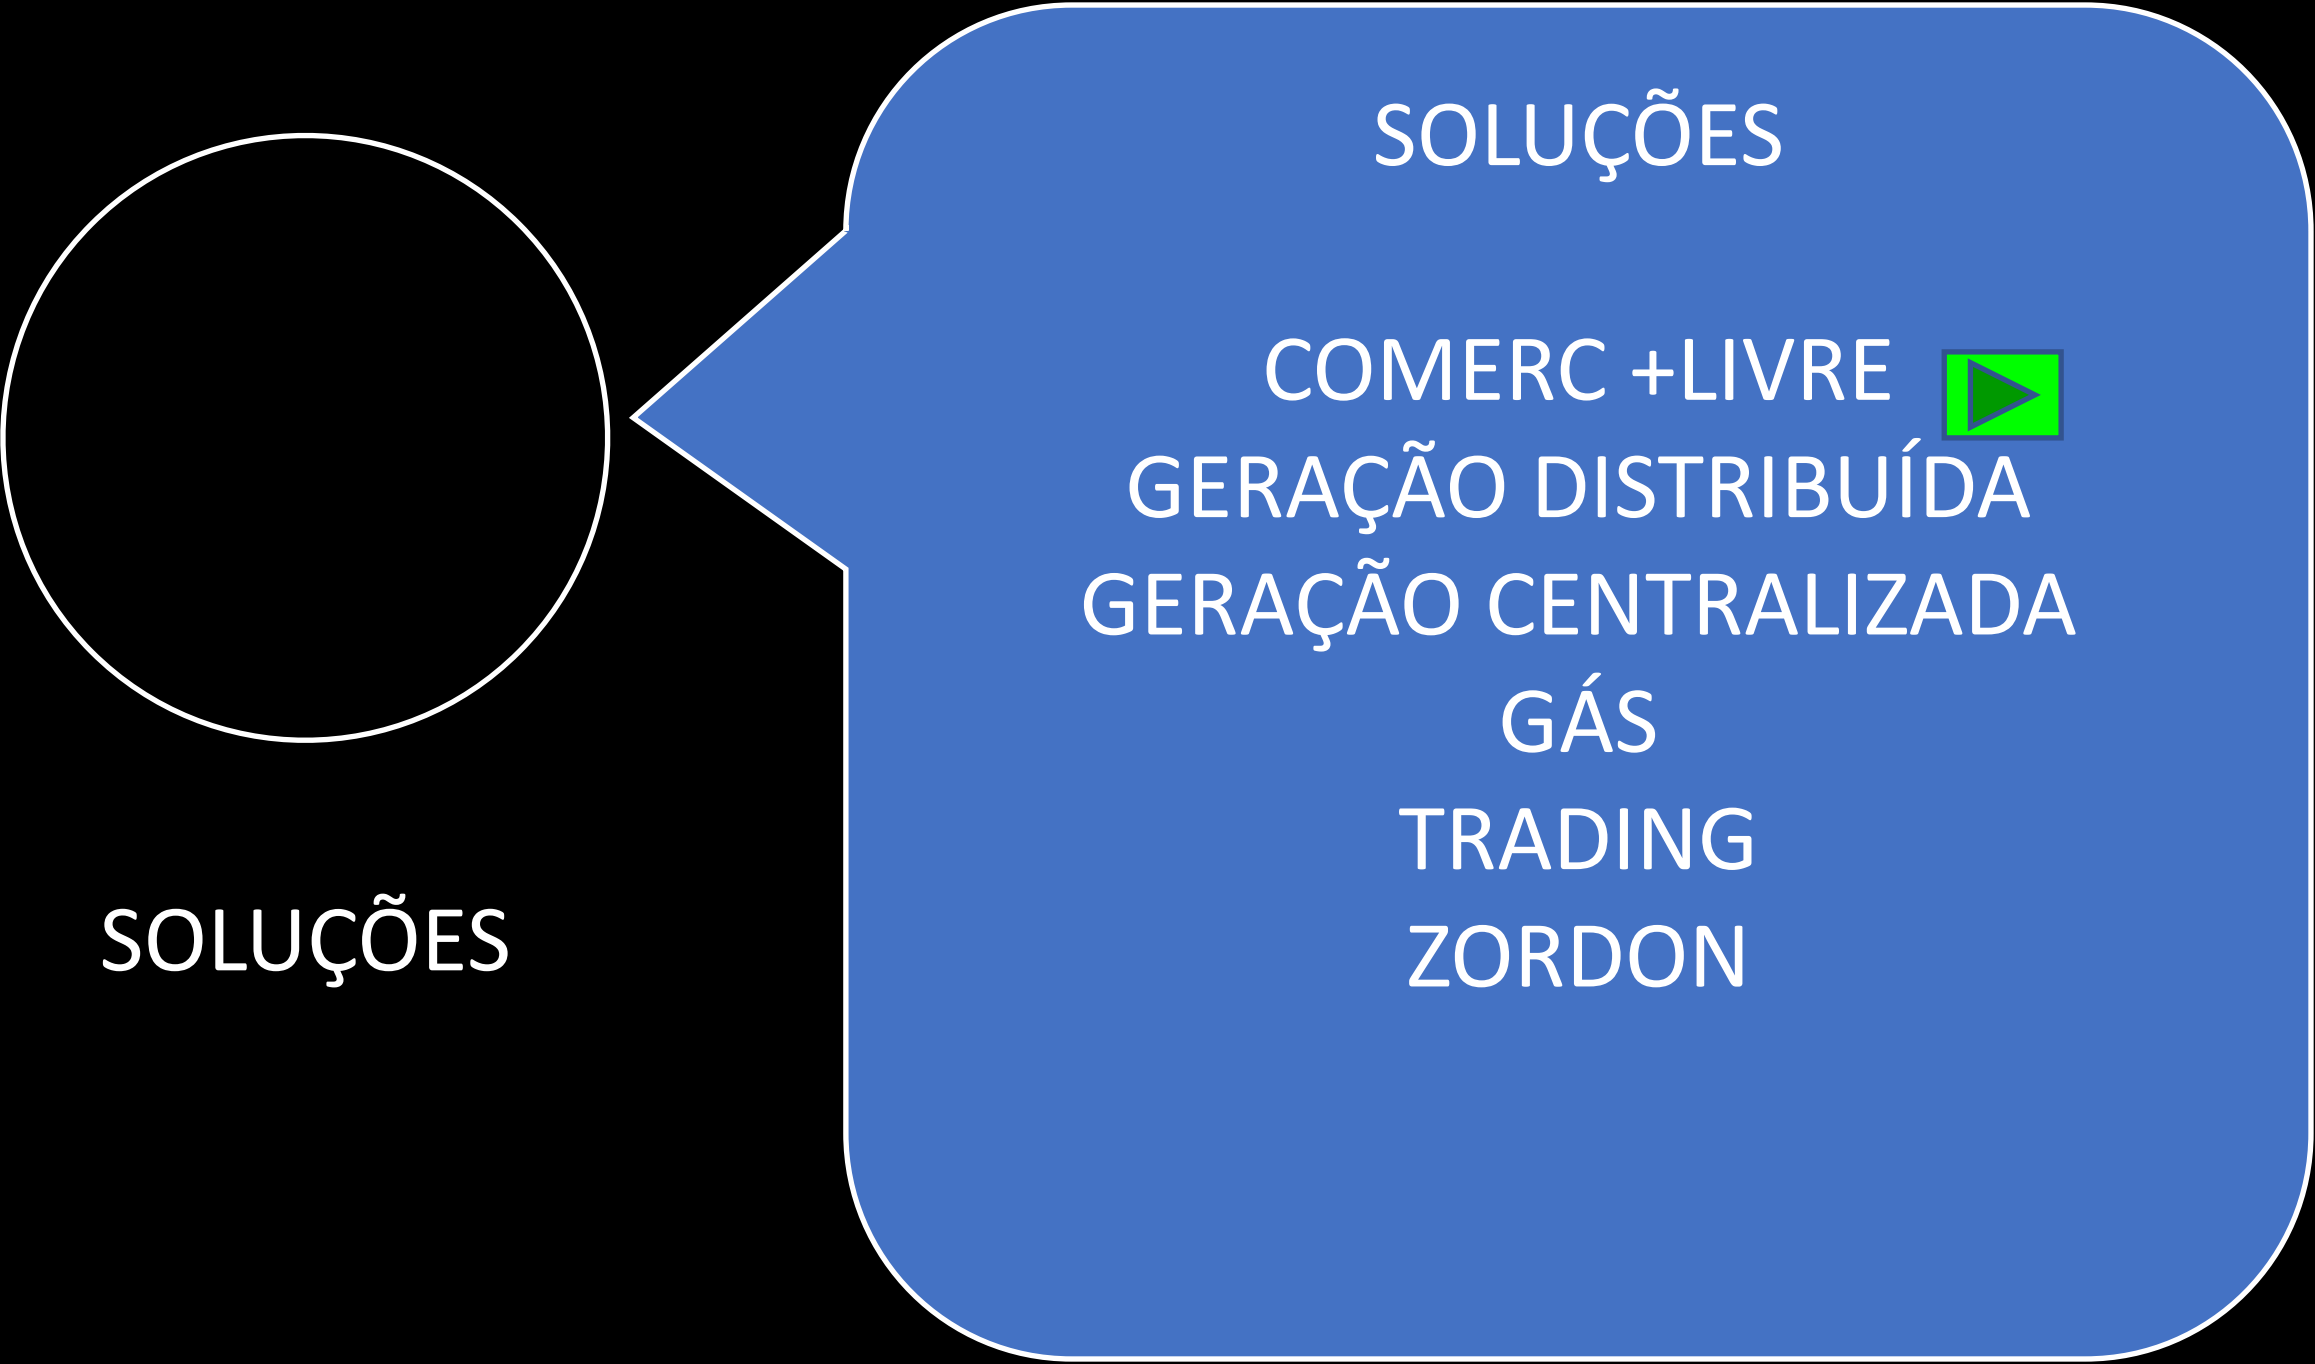 SOLUÇÕES
COMERC +LIVRE
GERAÇÃO DISTRIBUÍDA
GERAÇÃO CENTRALIZADA
GÁS
TRADING
ZORDON
SOLUÇÕES